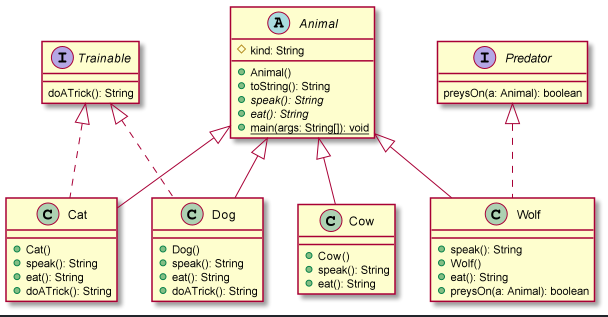 I Trainable
doATrick(): String
A Animal
kind: String
Animal()
toString(): String
speak(): String
eat(): String
main(args: String[]): void
I Predator
preysOn(a: Animal): boolean
C Cat
Cat()
speak(): String
eat(): String
doATrick(): String
C Dog
Dog()
speak(): String
eat(): String
doATrick(): String
C Cow
Cow()
speak(): String
eat(): String
C Wolf
speak(): String
Wolf()
eat(): String
preysOn(a: Animal): boolean